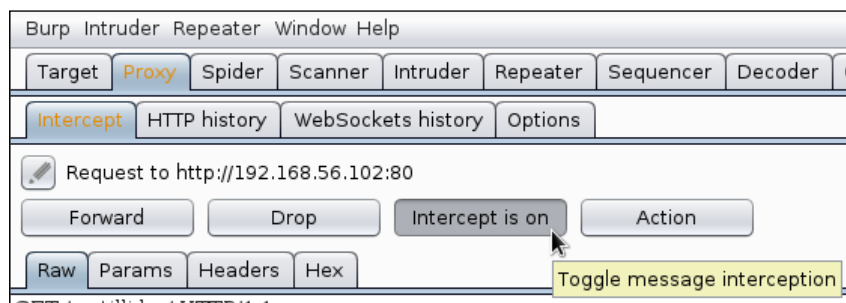 Burp Intruder Repeater Window Help
Target Proxy Spider Scanner Intruder Repeater Sequencer Decoder
Intercept HTTP history WebSockets history Options
Request to http://192.168.56.102:80
Forward Drop Intercept is on Action
Raw Params Headers Hex
Toggle message interception